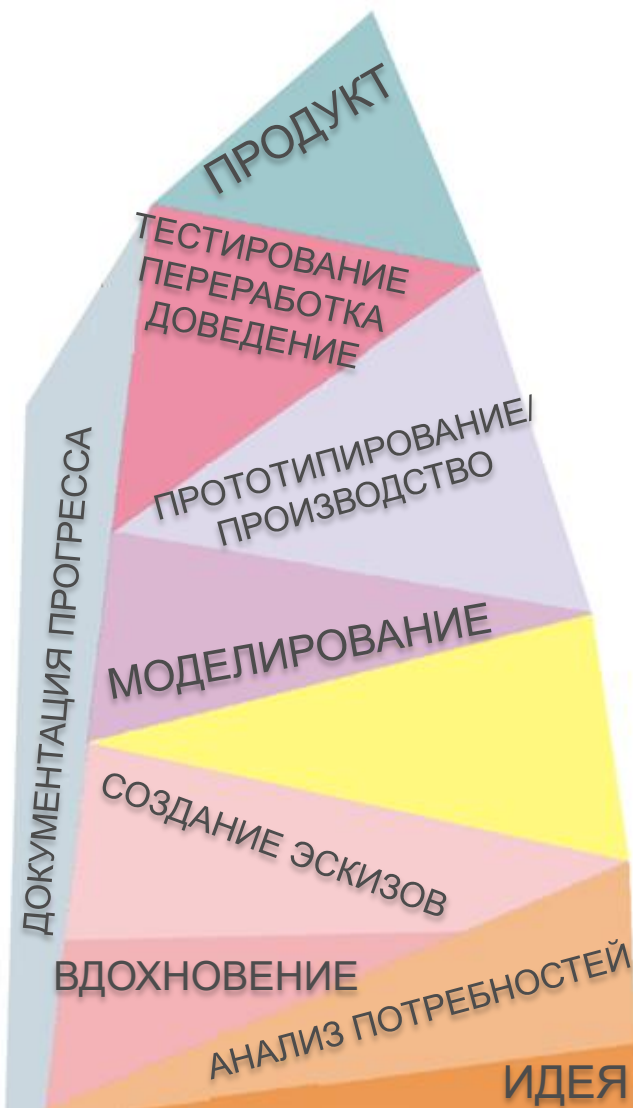 ПРОДУКТ
ТЕСТИРОВАНИЕ
ПЕРЕРАБОТКА
ДОВЕДЕНИЕ
ПРОТОТИПИРОВАНИЕ/
ПРОИЗВОДСТВО
ДОКУМЕНТАЦИЯ ПРОГРЕССА
МОДЕЛИРОВАНИЕ
СОЗДАНИЕ ЭСКИЗОВ
ВДОХНОВЕНИЕ
АНАЛИЗ ПОТРЕБНОСТЕЙ
ИДЕЯ